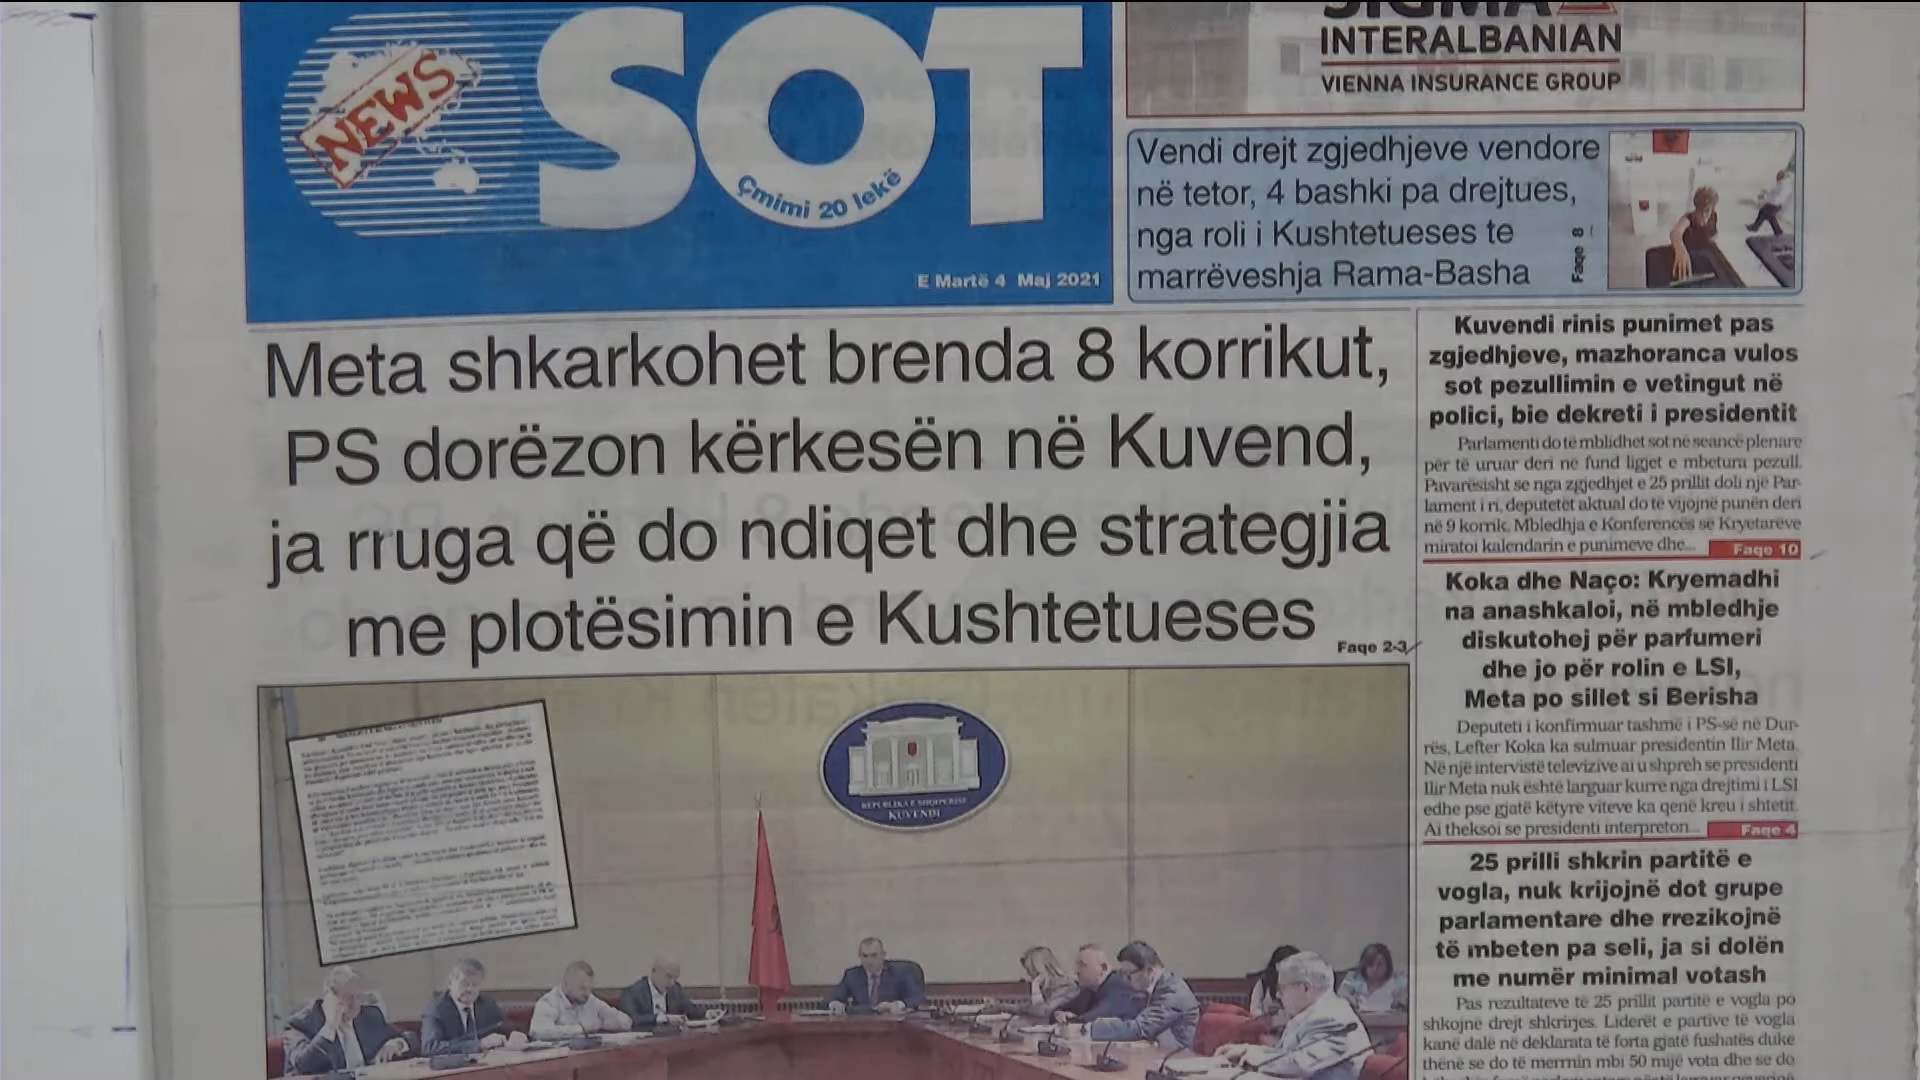 NEWS
SOT
Çmimi 20 lekë
E Martë 4 Maj 2021
SIGMA
INTERALBANIAN
VIENNA INSURANCE GROUP
Vendi drejt zgjedhjeve vendore
në tetor, 4 bashki pa drejtues,
nga roli i Kushtetueses te
marrëveshja Rama-Basha
Faqe 8
Meta shkarkohet brenda 8 korrikut,
PS dorëzon kërkesën në Kuvend,
ja rruga që do ndiqet dhe strategjia
me plotësimin e Kushtetueses
Faqe 2-3
REPUBLIKA E SHQIPERISE
KUVENDI
Kuvendi rinis punimet pas
zgjedhjeve, mazhoranca vulos
sot pezullimin e vetingut në
polici, bie dekreti i presidentit
Parlamenti do të mblidhet sot në seancë plenare
për të uruar deri në fund ligjet e mbetura pezull.
Pavarësisht se nga zgjedhjet e 25 prillit doli një Par-
lament i ri, deputetët aktual do të vijojnë punën deri
në 9 korrik. Mbledhja e Konferencës së Kryetarëve
miratoi kalendarin e punimeve dhe...
Faqe 10
Koka dhe Naço: Kryemadhi
na anashkaloi, në mbledhje
diskutohej për parfumeri
dhe jo për rolin e LSI,
Meta po sillet si Berisha
Deputeti i konfirmuar tashmë i PS-së në Dur-
rës, Lefter Koka ka sulmuar presidentin Ilir Meta.
Në një intervistë televizive ai u shpreh se presidenti
Ilir Meta nuk është larguar kurrë nga drejtimi i LSI
edhe pse gjatë këtyre viteve ka qenë kreu i shtetit.
Ai theksoi se presidenti interpreton...
Faqe 4
25 prilli shkrin partitë e
vogla, nuk krijojnë dot grupe
parlamentare dhe rrezikojnë
të mbeten pa seli, ja si dolën
me numër minimal votash
Pas rezultateve të 25 prillit partitë e vogla po
shkojnë drejt shkrirjes. Liderët e partive të vogla
kanë dalë në deklarata të forta gjatë fushatës duke
thënë se do të merrnin mbi 50 mijë vota dhe se do